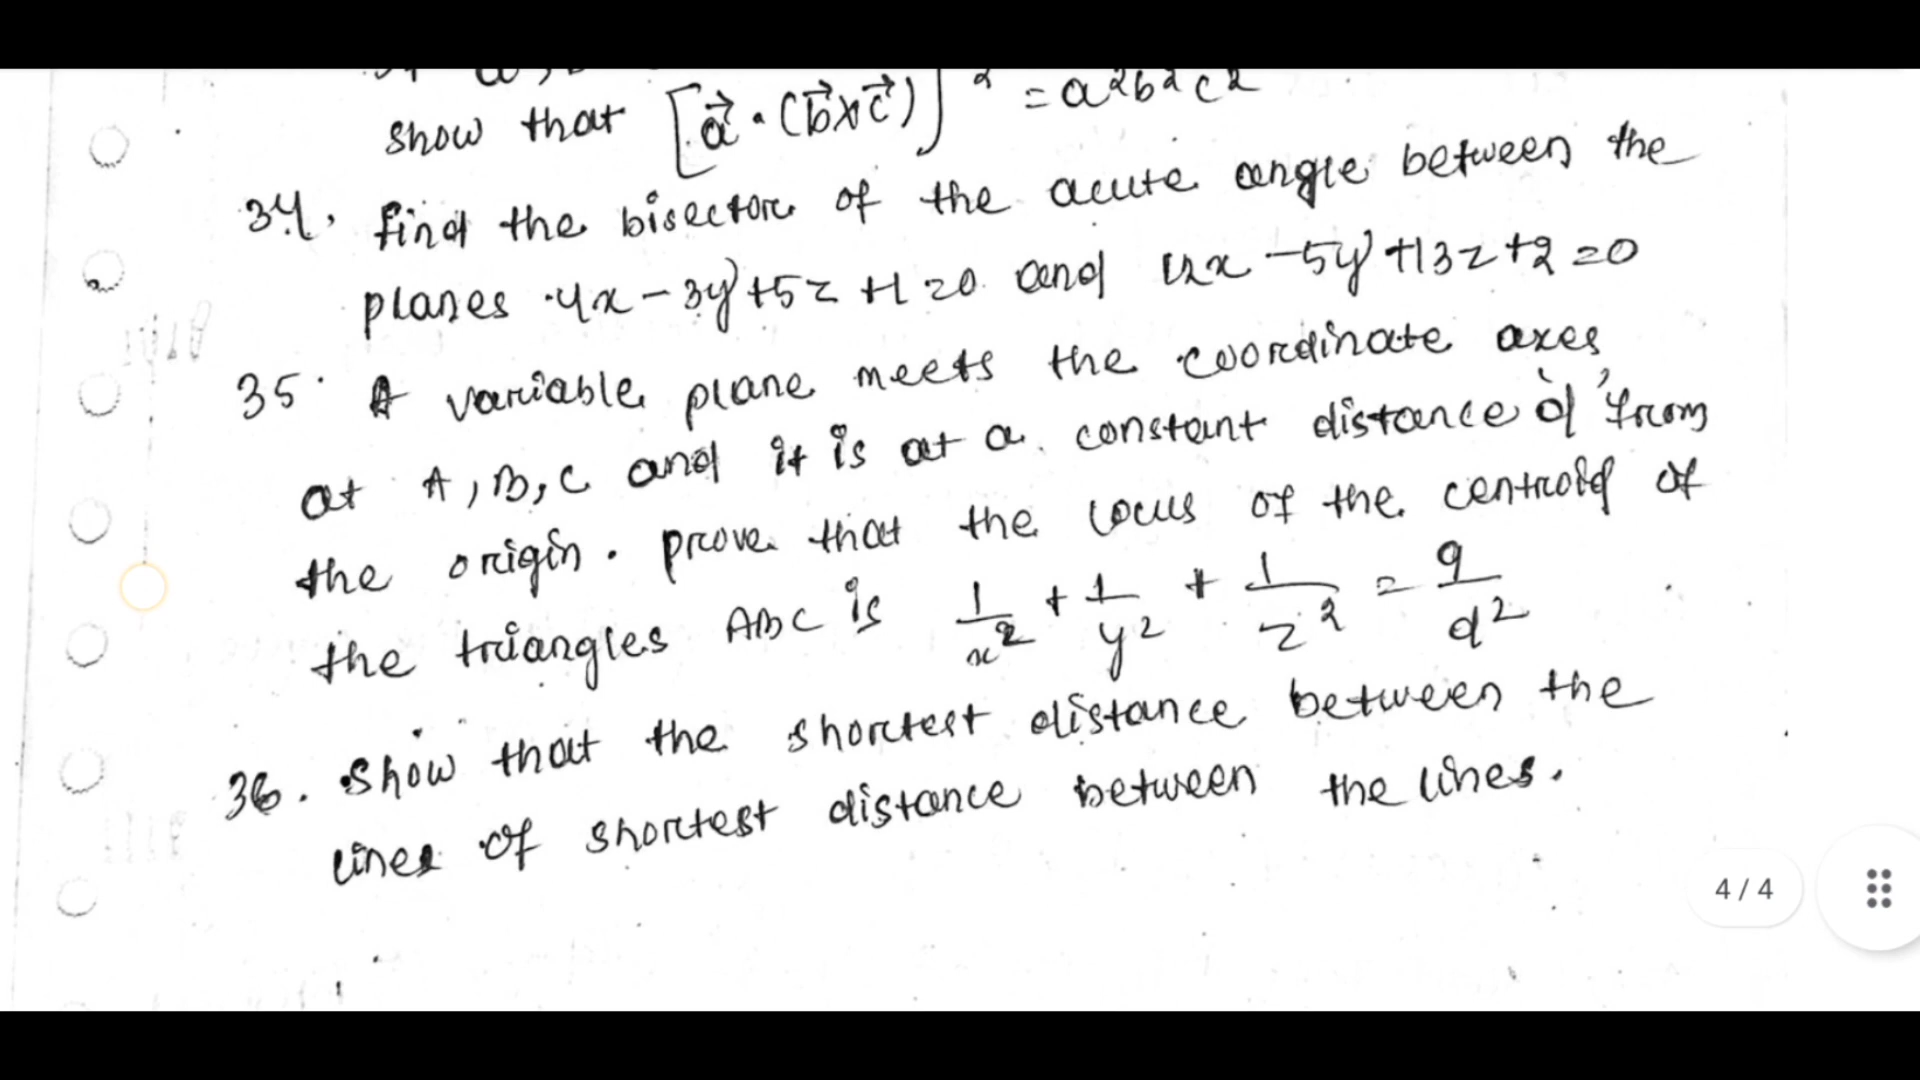 show that [a⃗ · (b⃗×c⃗)]² = a²b²c²
34. find the bisector of the acute angle between the
planes 4x - 3y + 5z + 1 = 0 and 12x - 5y + 13z + 2 = 0
35. A variable plane meets the coordinate axes
at A, B, C and it is at a constant distance 'd' from
the origin. prove that the locus of the centroid of
the triangles ABC is 1/x² + 1/y² + 1/z² = 9/d²
36. Show that the shortest distance between the
lines of shortest distance between the lines.
4 / 4